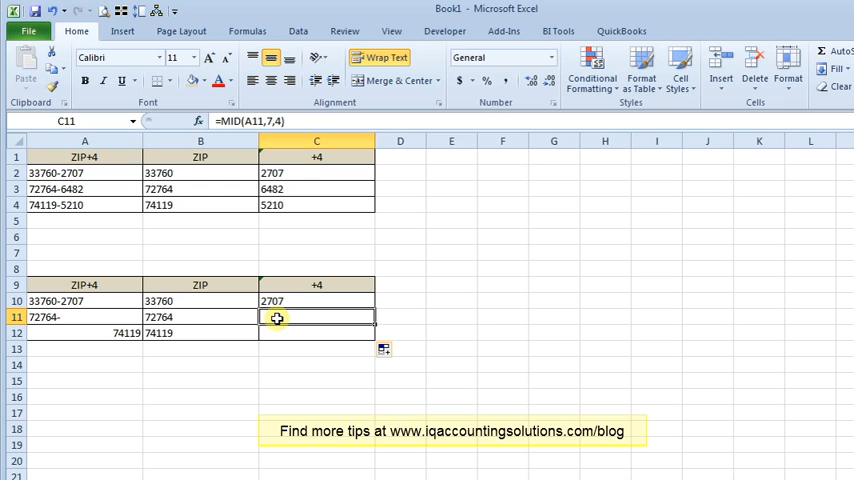 Book1 - Microsoft Excel
File Home Insert Page Layout Formulas Data Review View Developer Add-Ins BI Tools QuickBooks
Calibri 11 A A Wrap Text General AutoS
Paste B I U A Merge & Center $ % , .0 .00 .00 .0 Conditional Formatting Format as Table Cell Styles Insert Delete Format Fill Clear
Clipboard Font Alignment Number Styles Cells
C11 fx =MID(A11,7,4)
A B C D E F G H I J K L
1 ZIP+4 ZIP +4
2 33760-2707 33760 2707
3 72764-6482 72764 6482
4 74119-5210 74119 5210
5
6
7
8
9 ZIP+4 ZIP +4
10 33760-2707 33760 2707
11 72764- 72764
12 74119 74119
13
14
15
16
17
18 Find more tips at www.iqaccountingsolutions.com/blog
19
20
21